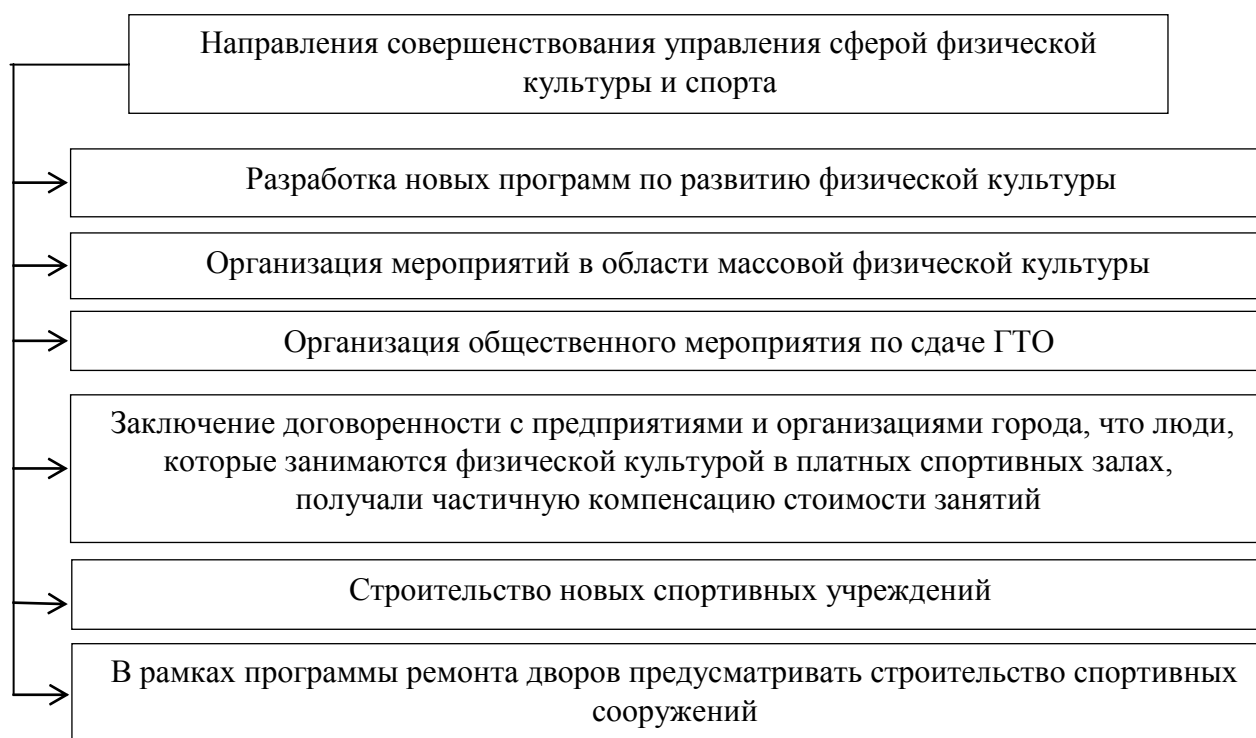 Направления совершенствования управления сферой физической
культуры и спорта
Разработка новых программ по развитию физической культуры
Организация мероприятий в области массовой физической культуры
Организация общественного мероприятия по сдаче ГТО
Заключение договоренности с предприятиями и организациями города, что люди,
которые занимаются физической культурой в платных спортивных залах,
получали частичную компенсацию стоимости занятий
Строительство новых спортивных учреждений
В рамках программы ремонта дворов предусматривать строительство спортивных
сооружений